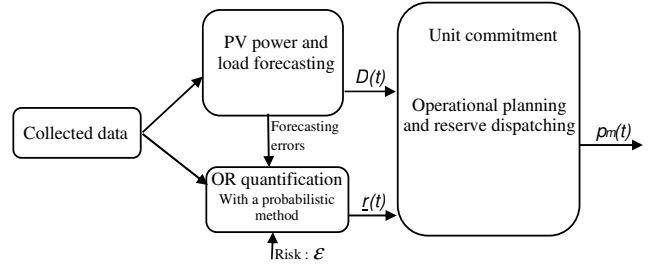 Collected data
PV power and
load forecasting
D(t)
Forecasting
errors
OR quantification
With a probabilistic
method
r(t)
Risk : ε
Unit commitment
Operational planning
and reserve dispatching
pm(t)